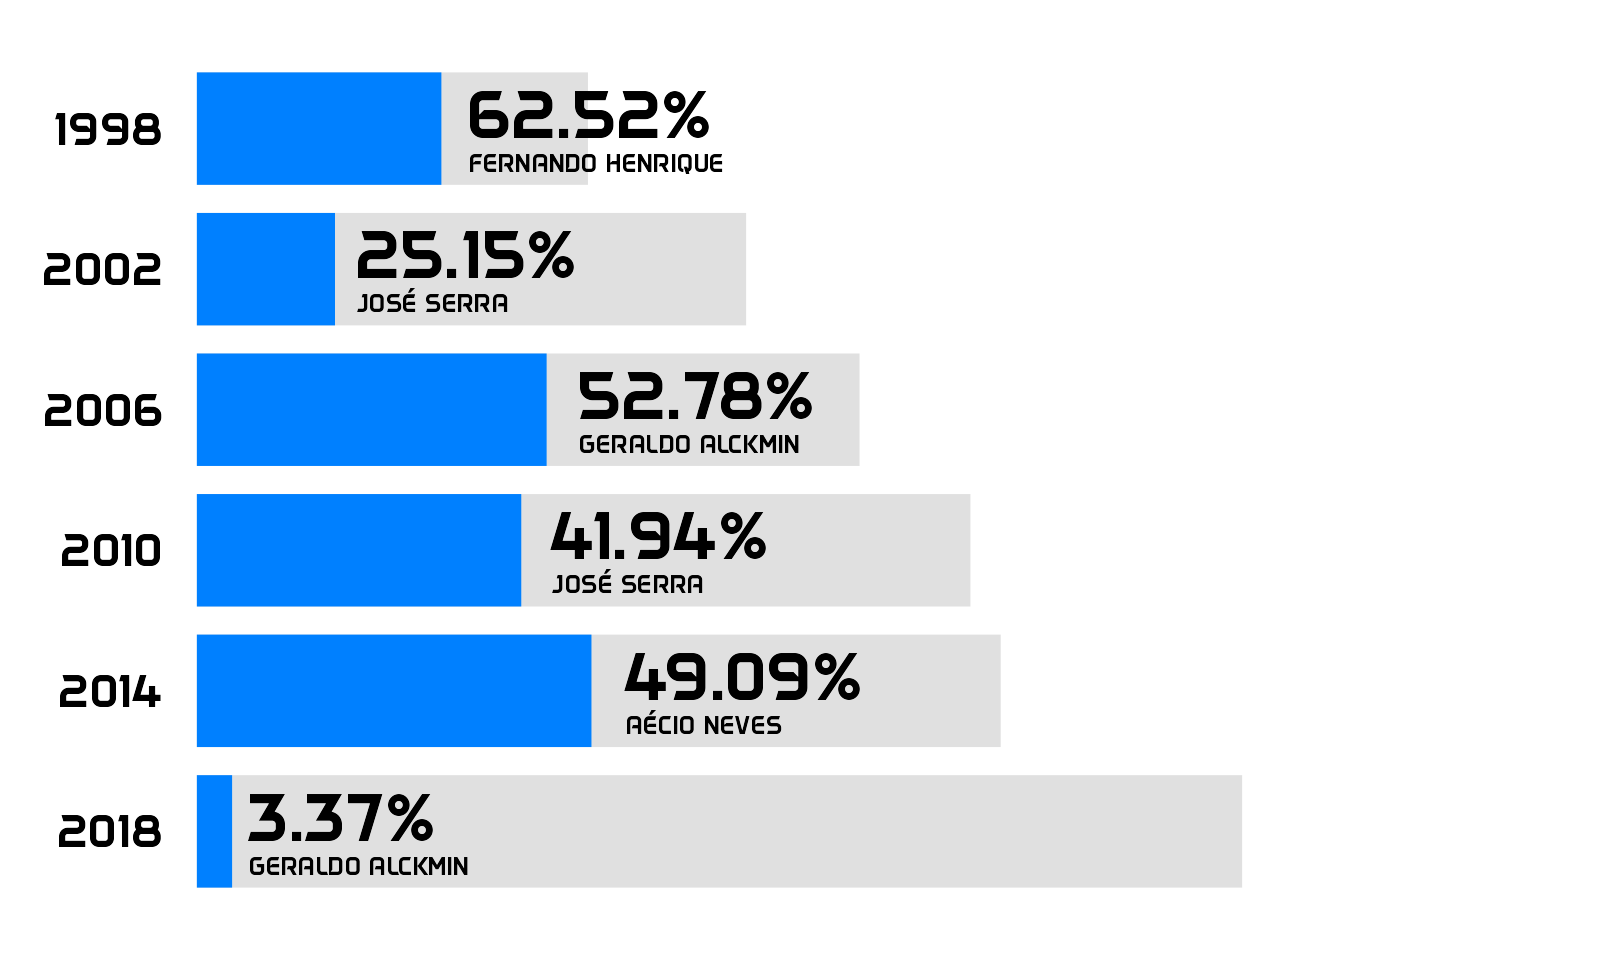 1998
62.52%
FERNANDO HENRIQUE
2002
25.15%
JOSÉ SERRA
2006
52.78%
GERALDO ALCKMIN
2010
41.94%
JOSÉ SERRA
2014
49.09%
AÉCIO NEVES
2018
3.37%
GERALDO ALCKMIN